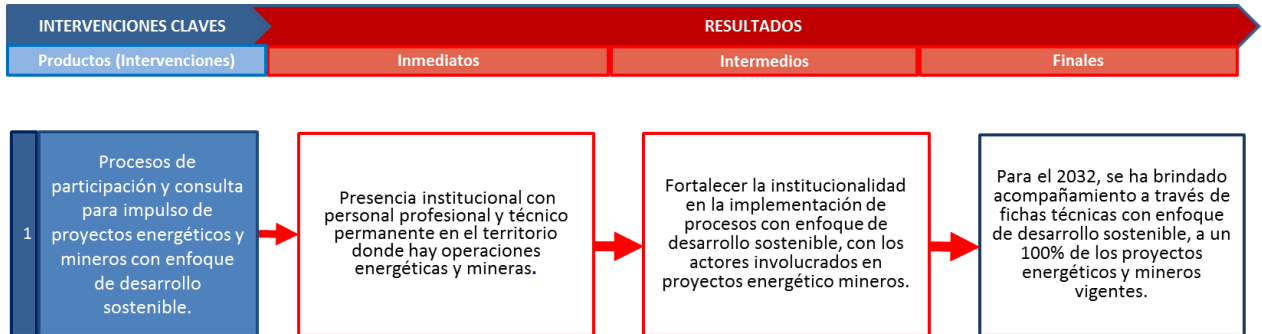 INTERVENCIONES CLAVES
RESULTADOS
Productos (Intervenciones)
Inmediatos
Intermedios
Finales
1
Procesos de
participación y consulta
para impulso de
proyectos energéticos y
mineros con enfoque
de desarrollo
sostenible.
Presencia institucional con
personal profesional y técnico
permanente en el territorio
donde hay operaciones
energéticas y mineras.
Fortalecer la institucionalidad
en la implementación de
procesos con enfoque de
desarrollo sostenible, con los
actores involucrados en
proyectos energético mineros.
Para el 2032, se ha brindado
acompañamiento a través de
fichas técnicas con enfoque
de desarrollo sostenible, a un
100% de los proyectos
energéticos y mineros
vigentes.